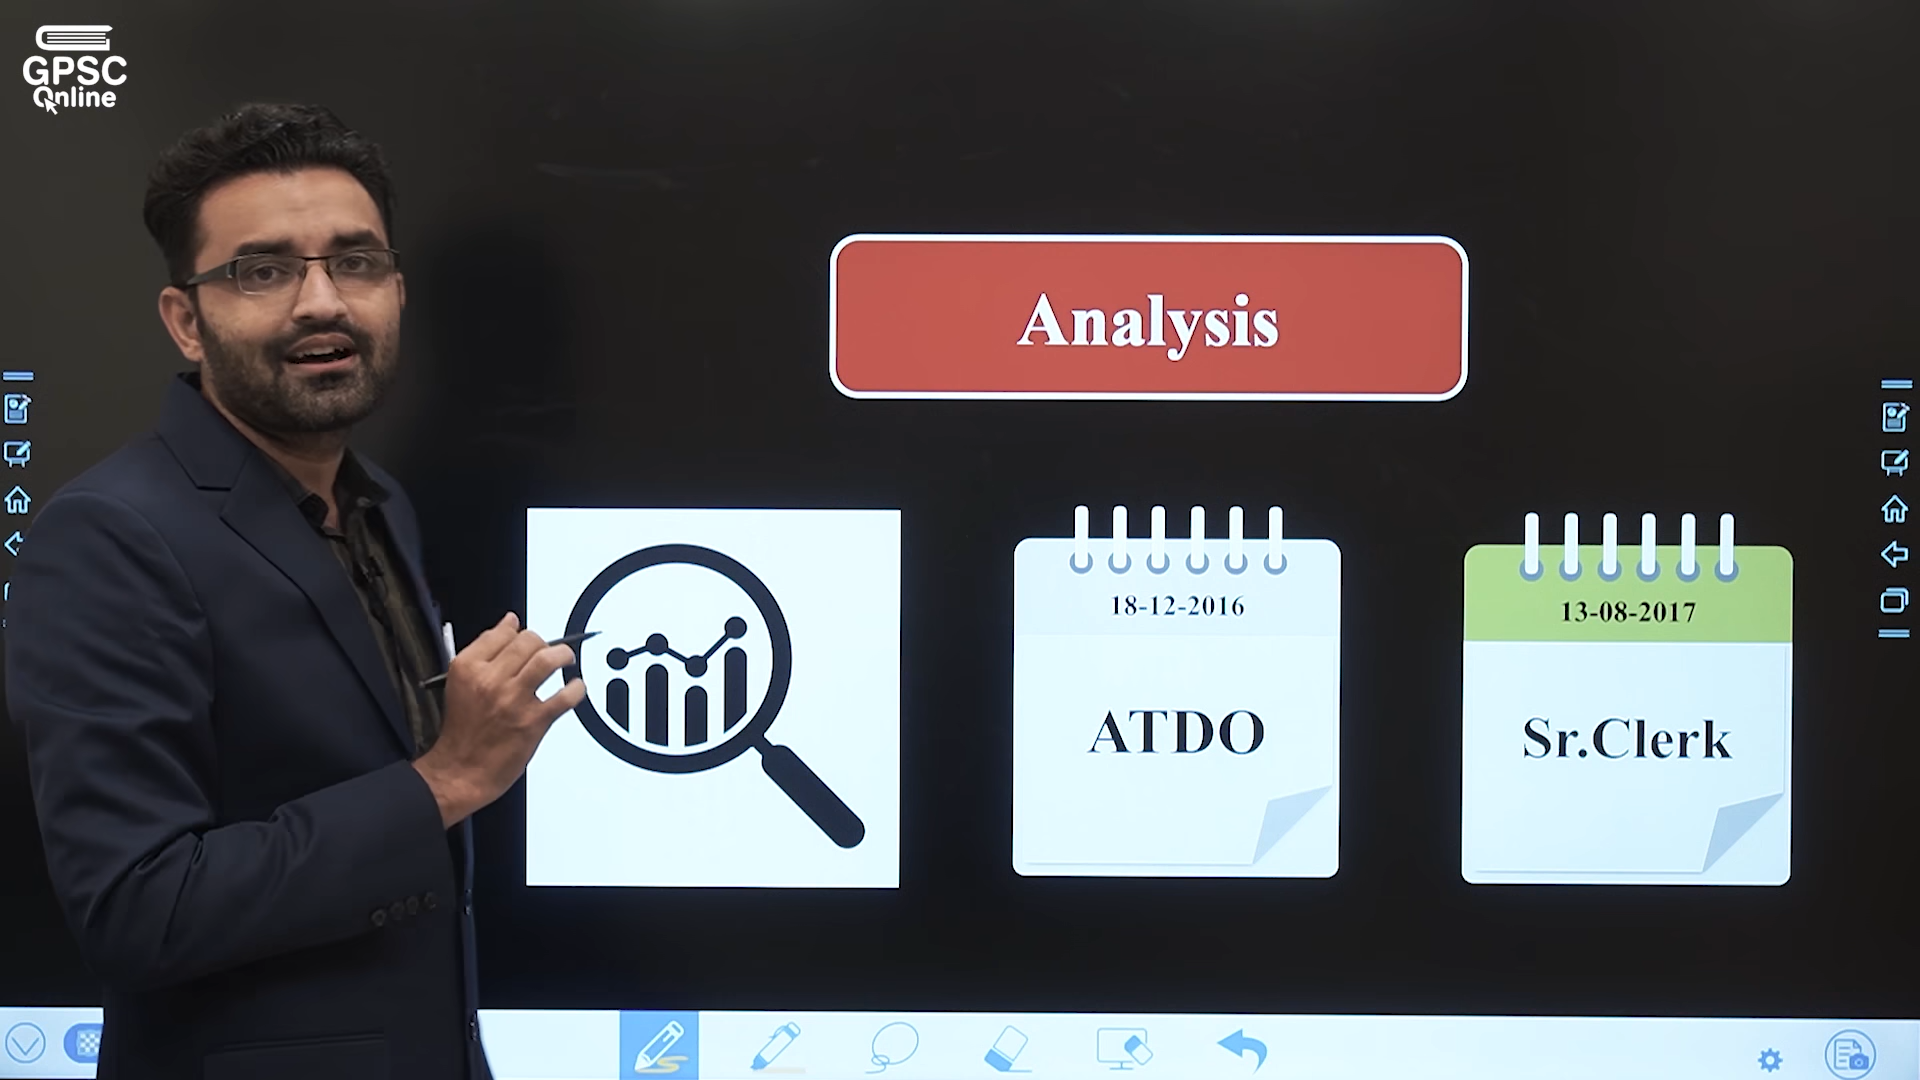 GPSC
Online
Analysis
18-12-2016
ATDO
13-08-2017
Sr.Clerk